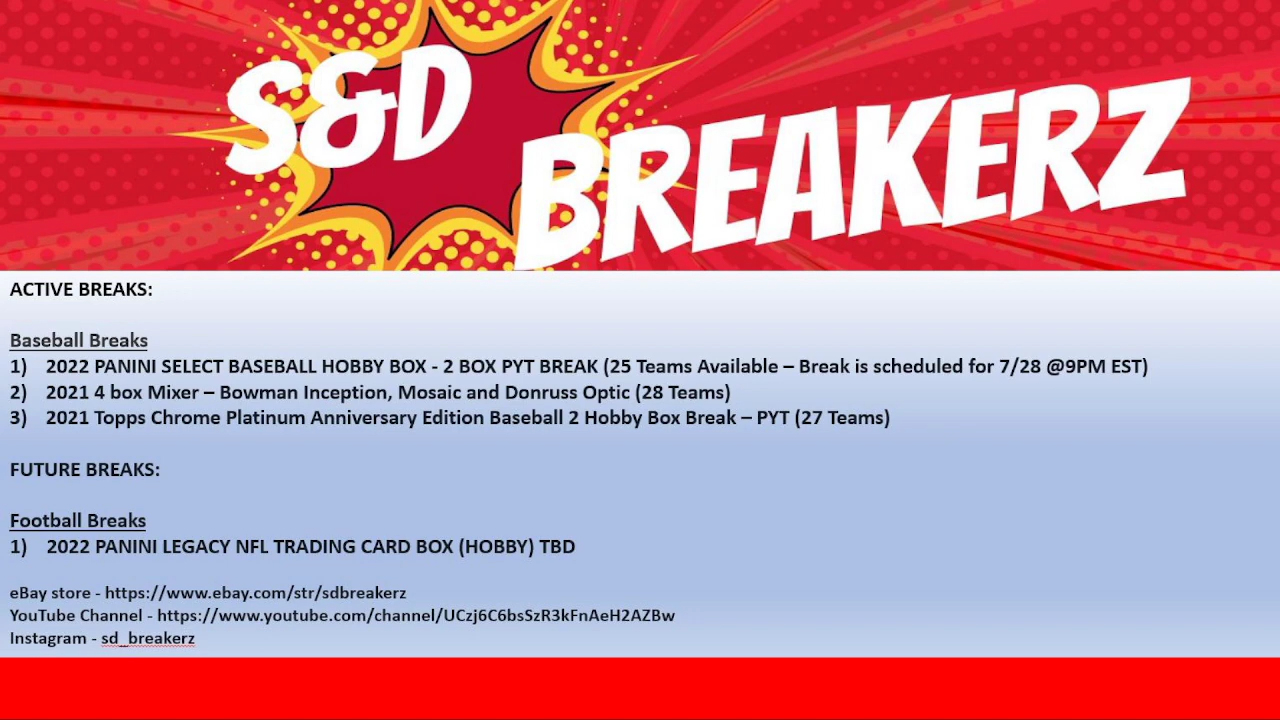 S&D
BREAKERZ
ACTIVE BREAKS:
Baseball Breaks
1) 2022 PANINI SELECT BASEBALL HOBBY BOX - 2 BOX PYT BREAK (25 Teams Available – Break is scheduled for 7/28 @9PM EST)
2) 2021 4 box Mixer – Bowman Inception, Mosaic and Donruss Optic (28 Teams)
3) 2021 Topps Chrome Platinum Anniversary Edition Baseball 2 Hobby Box Break – PYT (27 Teams)
FUTURE BREAKS:
Football Breaks
1) 2022 PANINI LEGACY NFL TRADING CARD BOX (HOBBY) TBD
eBay store - https://www.ebay.com/str/sdbreakerz
YouTube Channel - https://www.youtube.com/channel/UCzj6C6bsSzR3kFnAeH2AZBw
Instagram - sd_breakerz